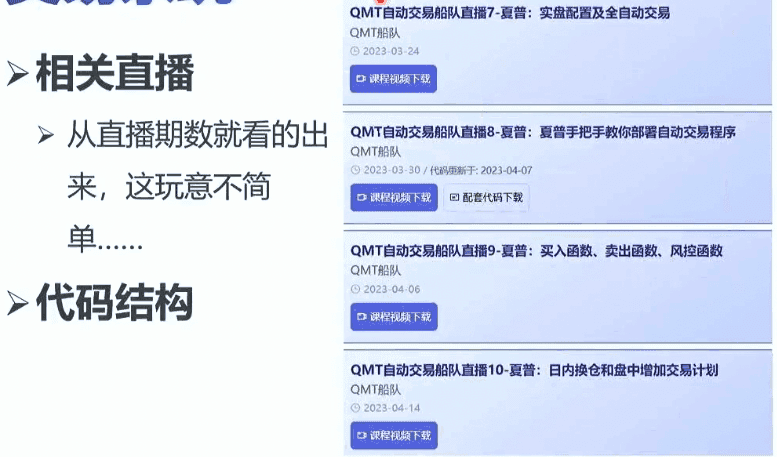 相关直播
从直播期数就看的出
来，这玩意不简
单......
代码结构
QMT自动交易船队直播7-夏普：实盘配置及全自动交易
QMT船队
2023-03-24
课程视频下载
QMT自动交易船队直播8-夏普：夏普手把手教你部署自动交易程序
QMT船队
2023-03-30 / 代码更新于: 2023-04-07
课程视频下载
配套代码下载
QMT自动交易船队直播9-夏普：买入函数、卖出函数、风控函数
QMT船队
2023-04-06
课程视频下载
QMT自动交易船队直播10-夏普：日内换仓和盘中增加交易计划
QMT船队
2023-04-14
课程视频下载